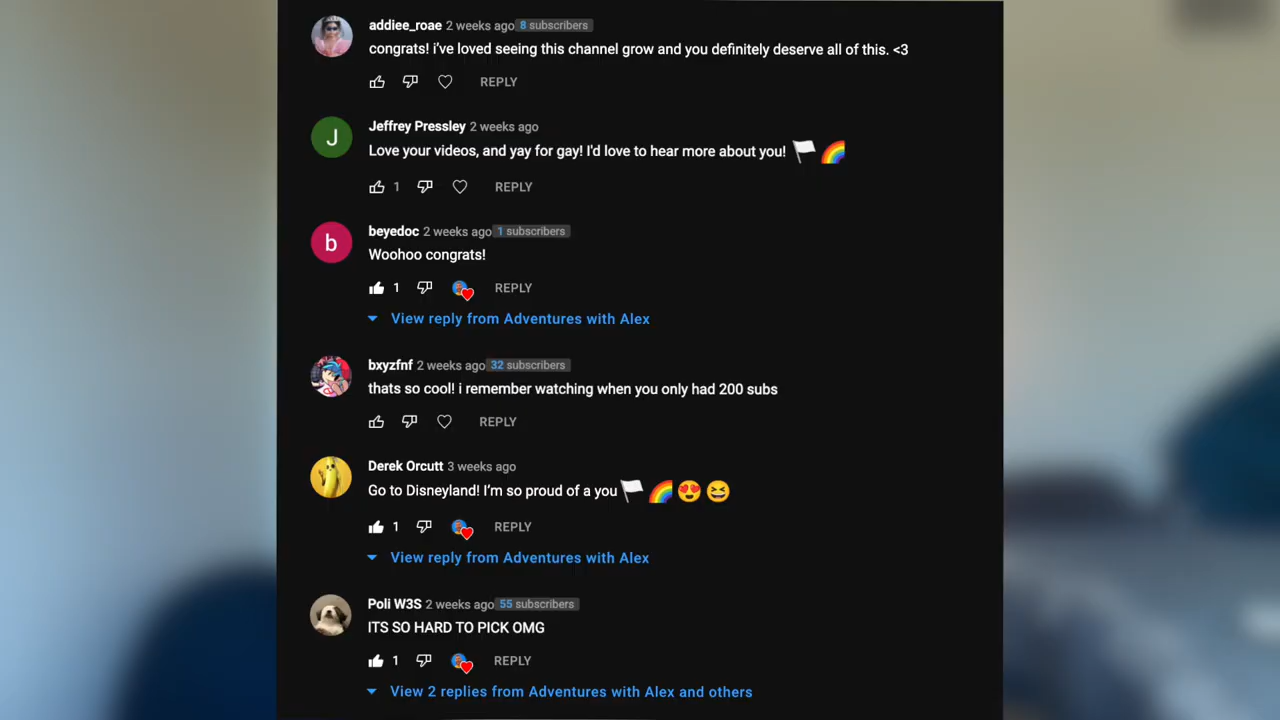 addiee_roae 2 weeks ago 8 subscribers
congrats! i've loved seeing this channel grow and you definitely deserve all of this. <3
REPLY
J
Jeffrey Pressley 2 weeks ago
Love your videos, and yay for gay! I'd love to hear more about you! 🏳🌈
1 REPLY
b
beyedoc 2 weeks ago 1 subscribers
Woohoo congrats!
1 REPLY
View reply from Adventures with Alex
bxyzfnf 2 weeks ago 32 subscribers
thats so cool! i remember watching when you only had 200 subs
REPLY
Derek Orcutt 3 weeks ago
Go to Disneyland! I'm so proud of a you 🏳🌈😍😆
1 REPLY
View reply from Adventures with Alex
Poli W3S 2 weeks ago 55 subscribers
ITS SO HARD TO PICK OMG
1 REPLY
View 2 replies from Adventures with Alex and others